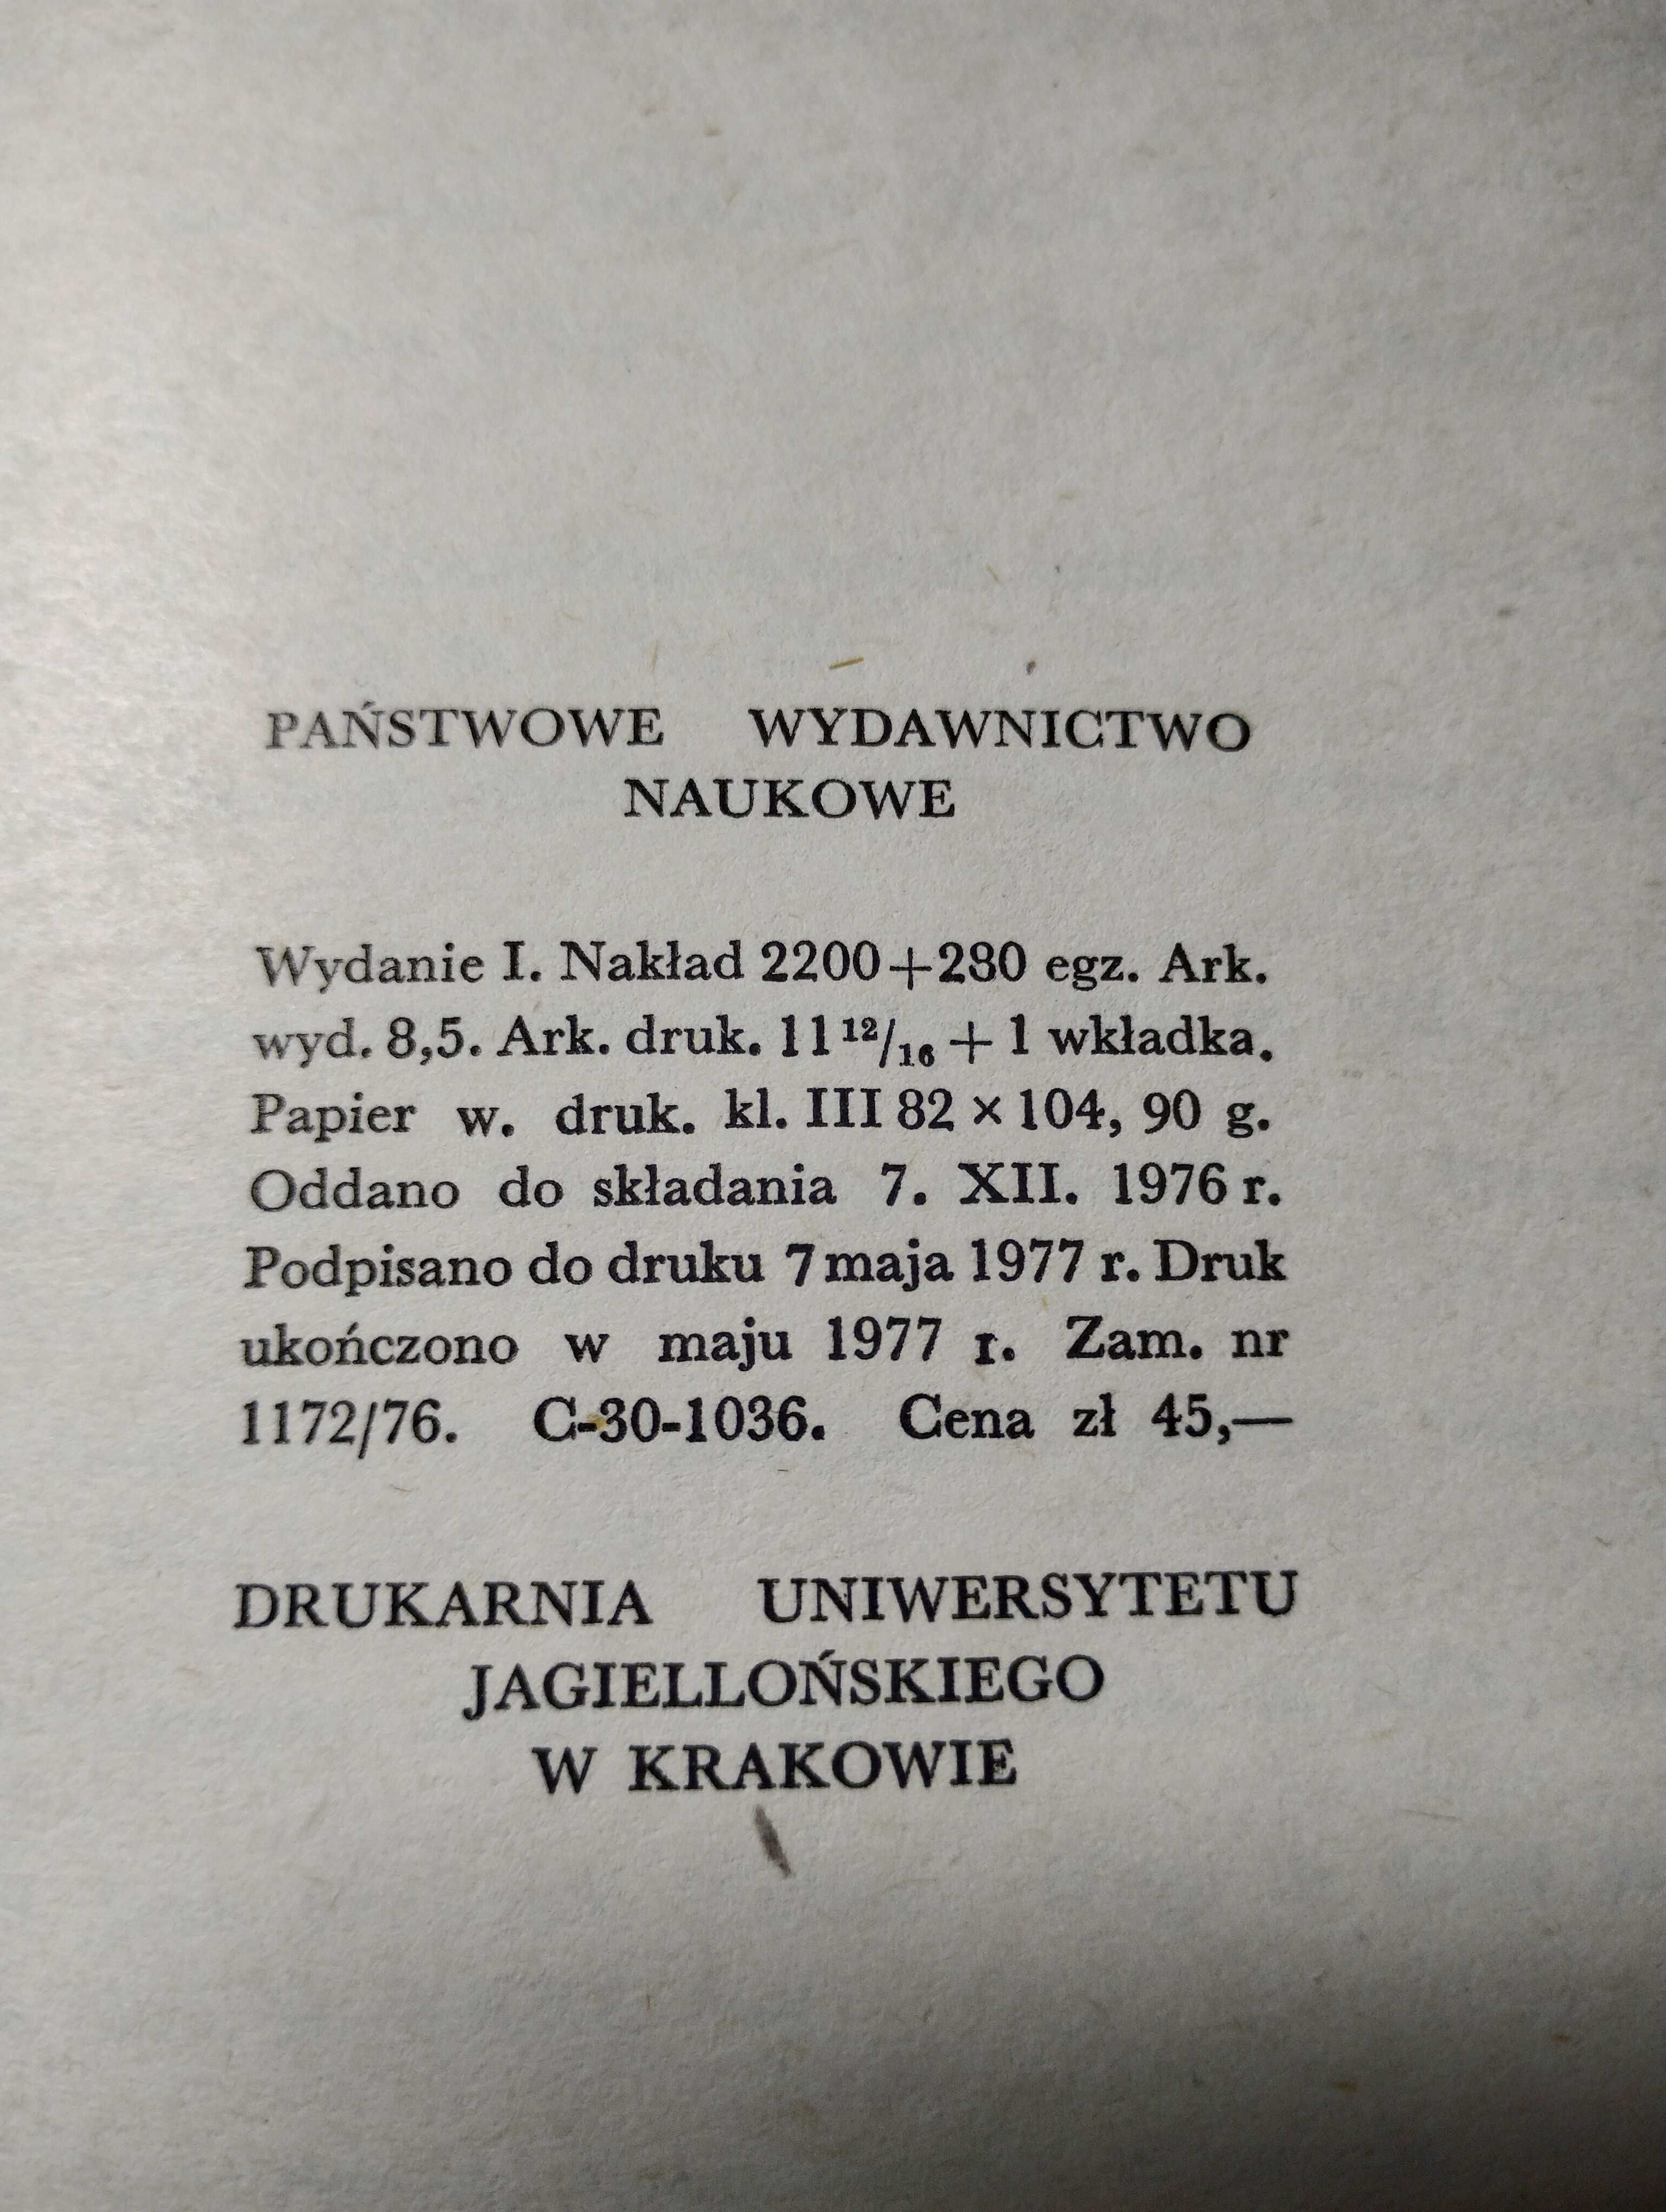 PAŃSTWOWE WYDAWNICTWO
NAUKOWE
Wydanie I. Nakład 2200+280 egz. Ark.
wyd. 8,5. Ark. druk. 11 12/16 + 1 wkładka.
Papier w. druk. kl. III 82 × 104, 90 g.
Oddano do składania 7. XII. 1976 r.
Podpisano do druku 7 maja 1977 r. Druk
ukończono w maju 1977 r. Zam. nr
1172/76. C-30-1036. Cena zł 45,—
DRUKARNIA UNIWERSYTETU
JAGIELLOŃSKIEGO
W KRAKOWIE